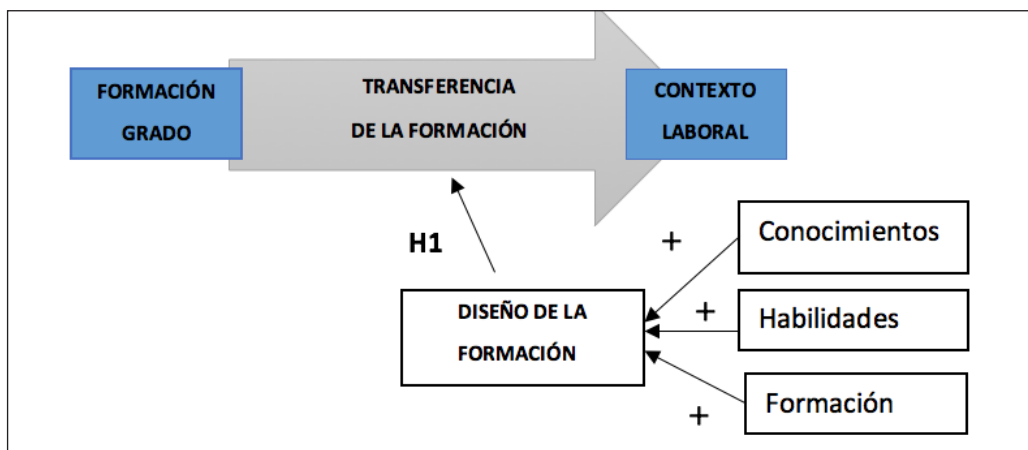 FORMACIÓN
GRADO
TRANSFERENCIA
DE LA FORMACIÓN
CONTEXTO
LABORAL
H1
DISEÑO DE LA
FORMACIÓN
+
Conocimientos
+
Habilidades
+
Formación